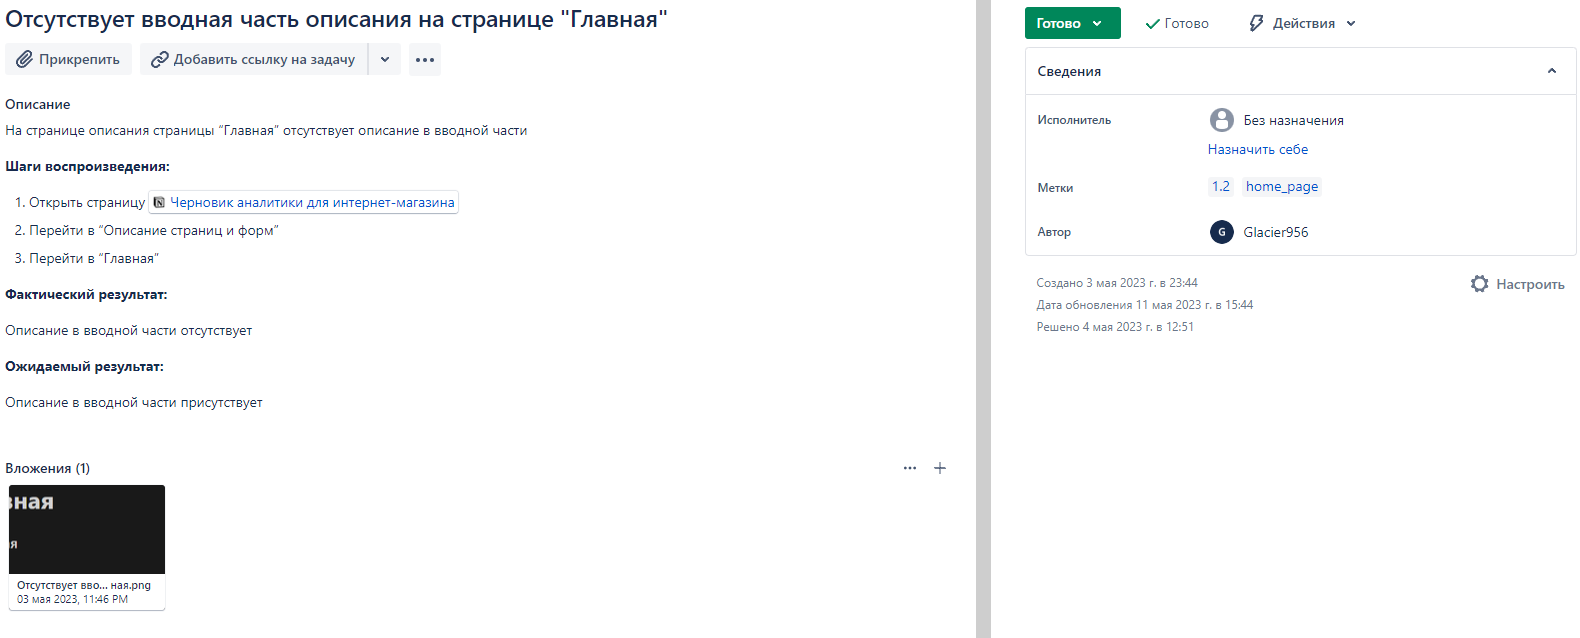 Отсутствует вводная часть описания на странице "Главная"
Прикрепить
Добавить ссылку на задачу
Описание
На странице описания страницы “Главная” отсутствует описание в вводной части
Шаги воспроизведения:
1. Открыть страницу Черновик аналитики для интернет-магазина
2. Перейти в “Описание страниц и форм”
3. Перейти в “Главная”
Фактический результат:
Описание в вводной части отсутствует
Ожидаемый результат:
Описание в вводной части присутствует
Вложения (1)
вная
я
Отсутствует вво... ная.png
03 мая 2023, 11:46 PM
Готово
Готово
Действия
Сведения
Исполнитель
Без назначения
Назначить себе
Метки
1.2 home_page
Автор
G Glacier956
Создано 3 мая 2023 г. в 23:44
Настроить
Дата обновления 11 мая 2023 г. в 15:44
Решено 4 мая 2023 г. в 12:51